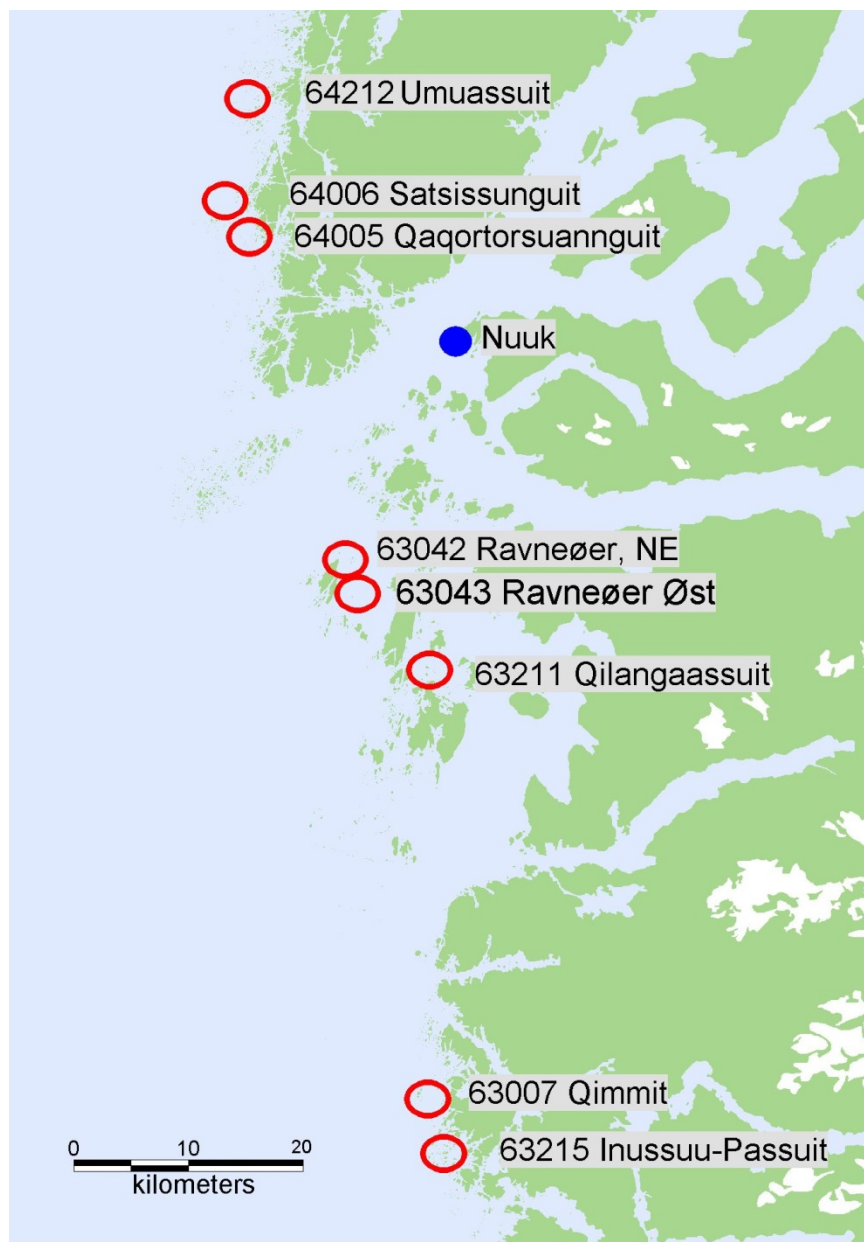 64212 Umuassuit
64006 Satsissunguit
64005 Qaqortorsuannguit
Nuuk
63042 Ravneøer, NE
63043 Ravneøer Øst
63211 Qilangaassuit
63007 Qimmit
63215 Inussuu-Passuit
0 10 20
kilometers